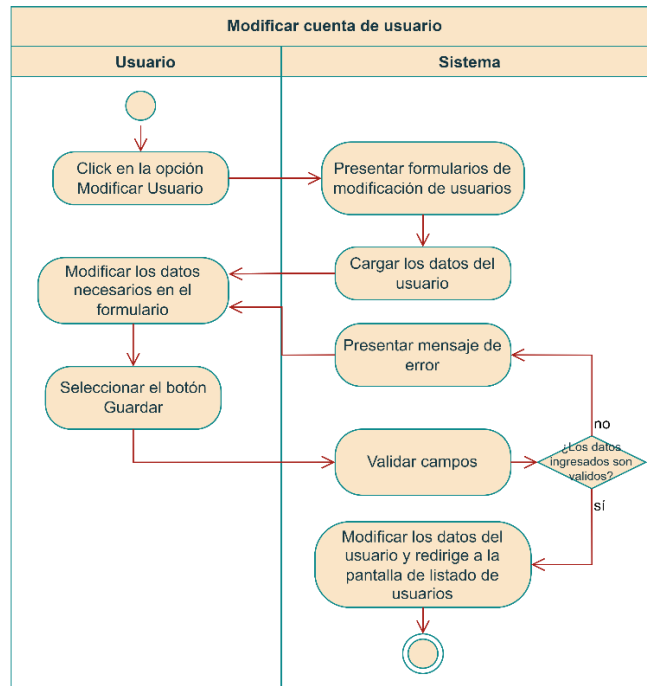 Modificar cuenta de usuario
Usuario
Sistema
Click en la opción
Modificar Usuario
Presentar formularios de
modificación de usuarios
Cargar los datos del
usuario
Modificar los datos
necesarios en el
formulario
Presentar mensaje de
error
Seleccionar el botón
Guardar
no
Validar campos
¿Los datos
ingresados son
validos?
sí
Modificar los datos del
usuario y redirige a la
pantalla de listado de
usuarios